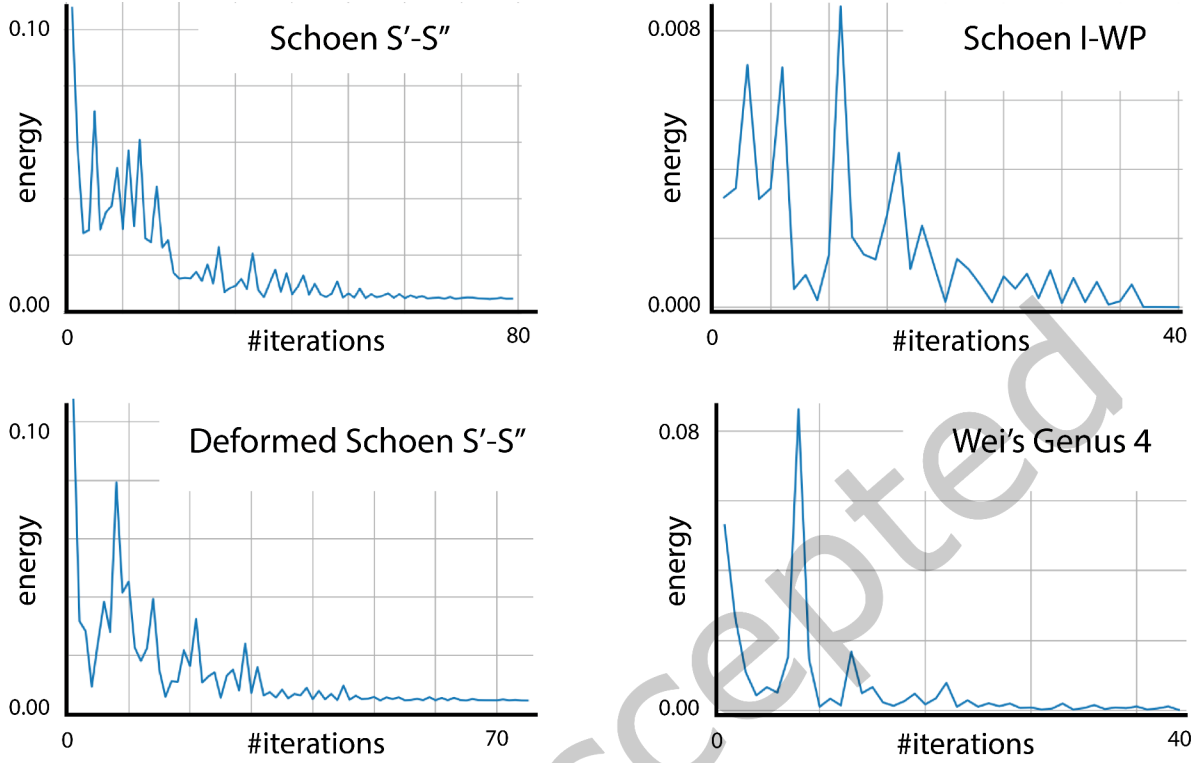 0.10
Schoen S′-S″
energy
0.00
0
#iterations
80
0.008
Schoen I-WP
energy
0.000
0
#iterations
40
0.10
Deformed Schoen S′-S″
energy
0.00
0
#iterations
70
0.08
Wei’s Genus 4
energy
0.00
0
#iterations
40
ccepted